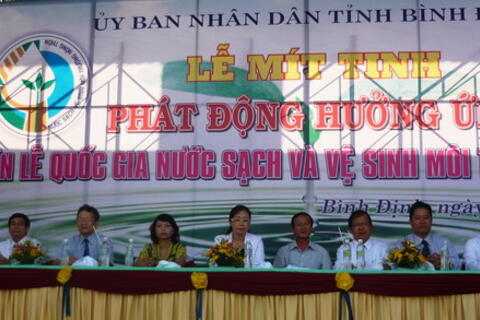 ỦY BAN NHÂN DÂN TỈNH BÌNH
LỄ MÍT TINH
PHÁT ĐỘNG HƯỞNG Ứ
LỄ QUỐC GIA NƯỚC SẠCH VÀ VỆ SINH MÔI
Bình Định, ngày